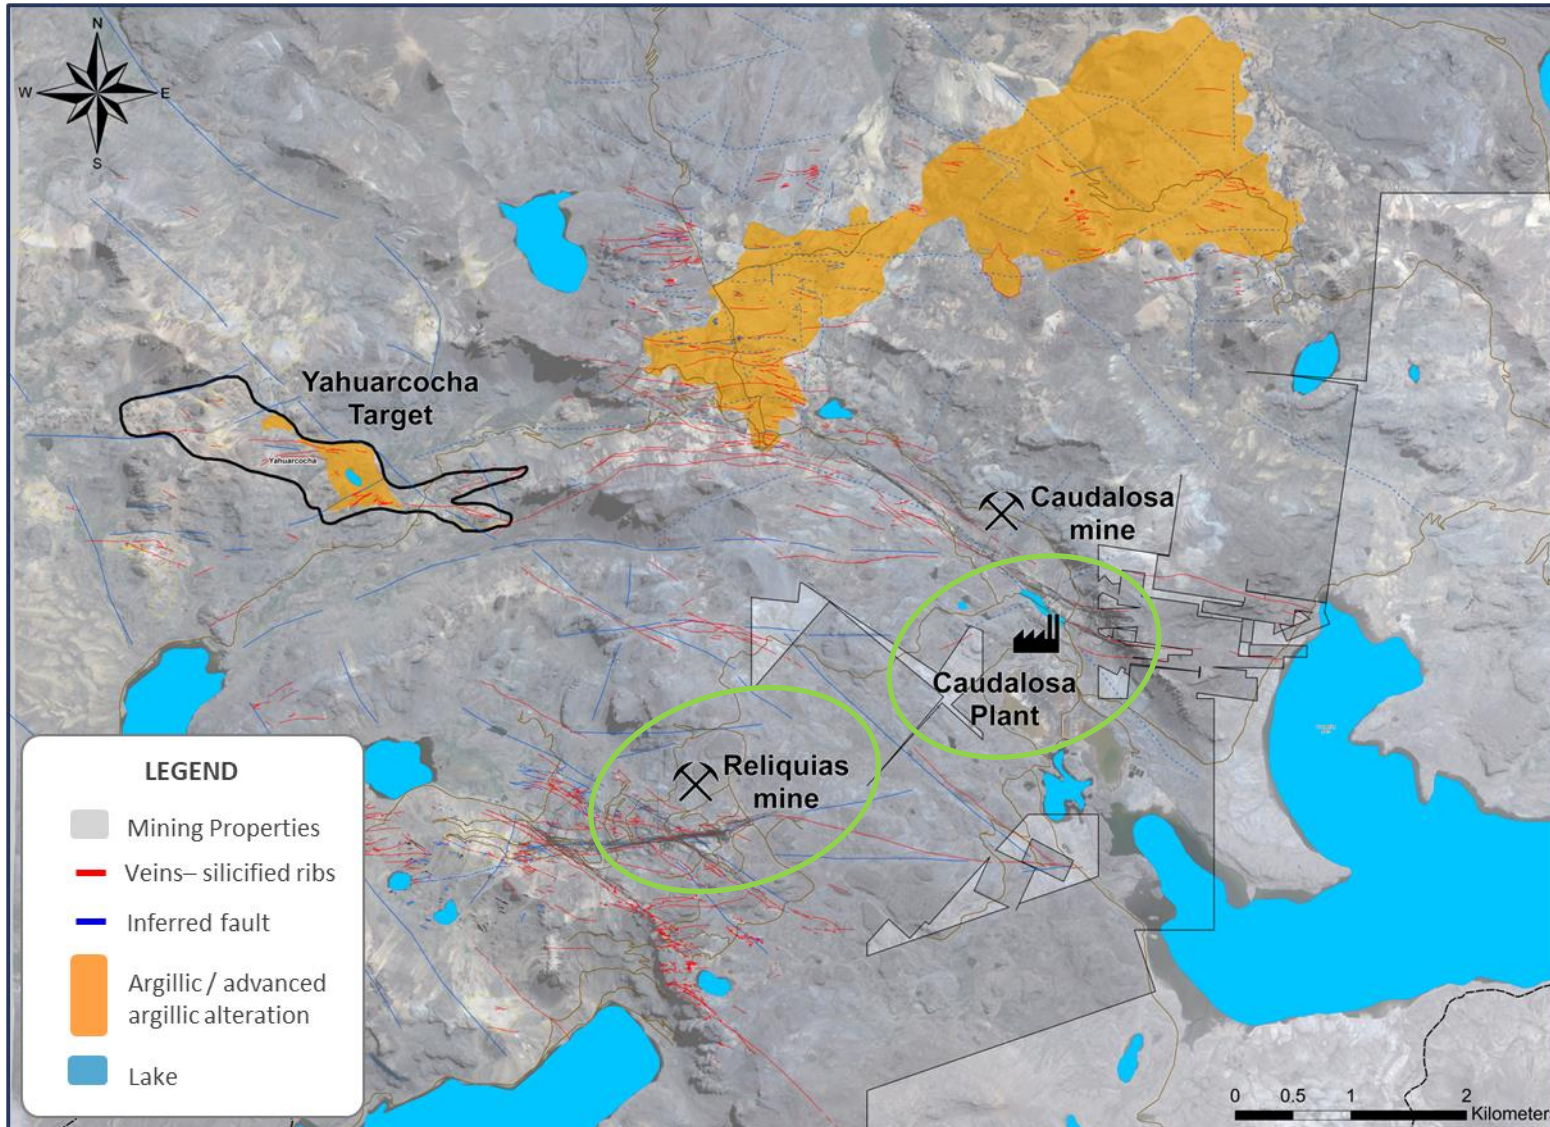 N
W
E
S
Yahuarcocha
Target
Yahuarcocha
Caudalosa
mine
Caudalosa
Plant
Reliquias
mine
LEGEND
Mining Properties
Veins– silicified ribs
Inferred fault
Argillic / advanced
argillic alteration
Lake
0 0.5 1 2
Kilometer